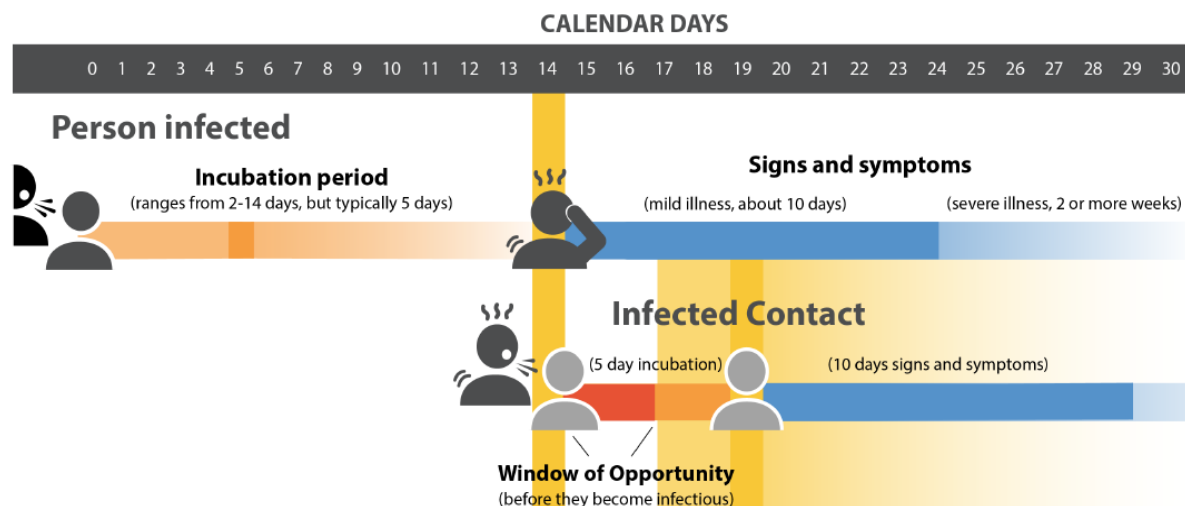 CALENDAR DAYS
0 1 2 3 4 5 6 7 8 9 10 11 12 13 14 15 16 17 18 19 20 21 22 23 24 25 26 27 28 29 30
Person infected
Incubation period
(ranges from 2-14 days, but typically 5 days)
Signs and symptoms
(mild illness, about 10 days)
(severe illness, 2 or more weeks)
Infected Contact
(5 day incubation)
(10 days signs and symptoms)
Window of Opportunity
(before they become infectious)